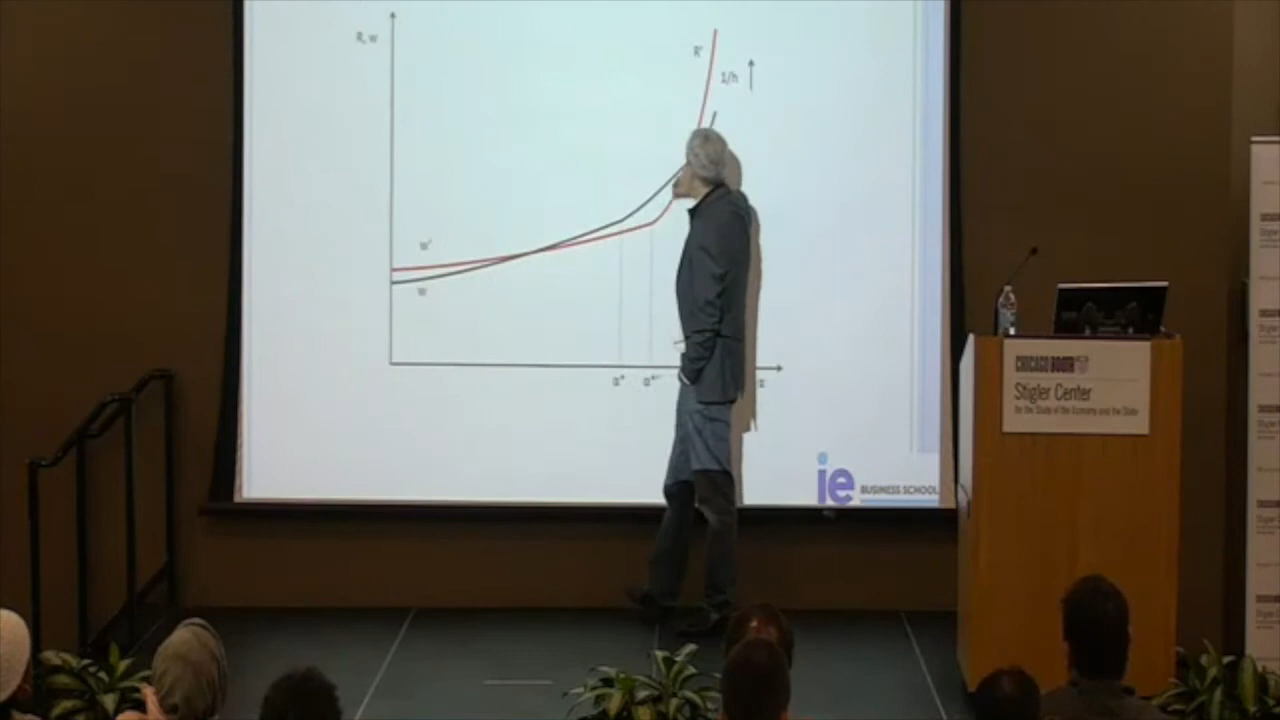 R, w
R'
1/h
w'
w
ie
BUSINESS SCHOOL
CHICAGO BOOTH
Stigler Center
for the Study of the Economy and the State